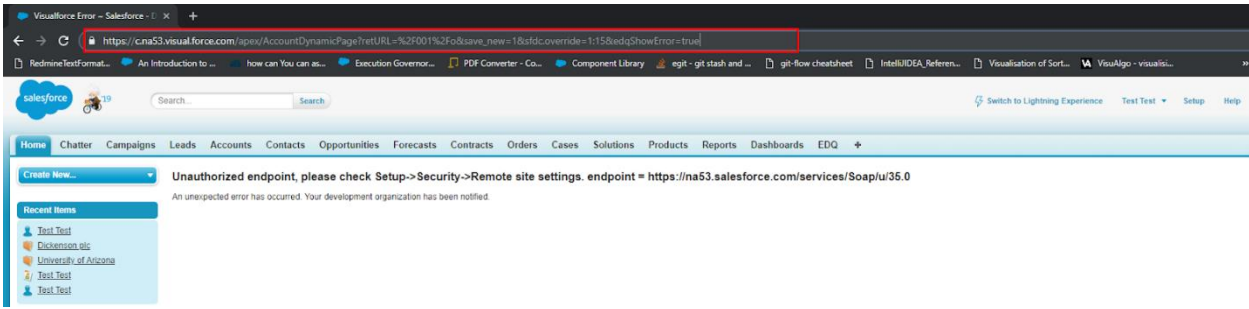 Visualforce Error ~ Salesforce - D
https://c.na53.visual.force.com/apex/AccountDynamicPage?retURL=%2F001%2Fo&save_new=1&sfdc.override=1:15&edqShowError=true
RedmineTextFormat... An Introduction to ... how can You can as... Execution Governor... PDF Converter - Co... Component Library egit - git stash and ... git-flow cheatsheet IntelliJIDEA_Referen... Visualisation of Sort... VisuAlgo - visualisi... »
salesforce '19 Search... Search Switch to Lightning Experience Test Test Setup Help
Home Chatter Campaigns Leads Accounts Contacts Opportunities Forecasts Contracts Orders Cases Solutions Products Reports Dashboards EDQ +
Create New...
Unauthorized endpoint, please check Setup->Security->Remote site settings. endpoint = https://na53.salesforce.com/services/Soap/u/35.0
An unexpected error has occurred. Your development organization has been notified.
Recent Items
Test Test
Dickenson plc
University of Arizona
Test Test
Test Test